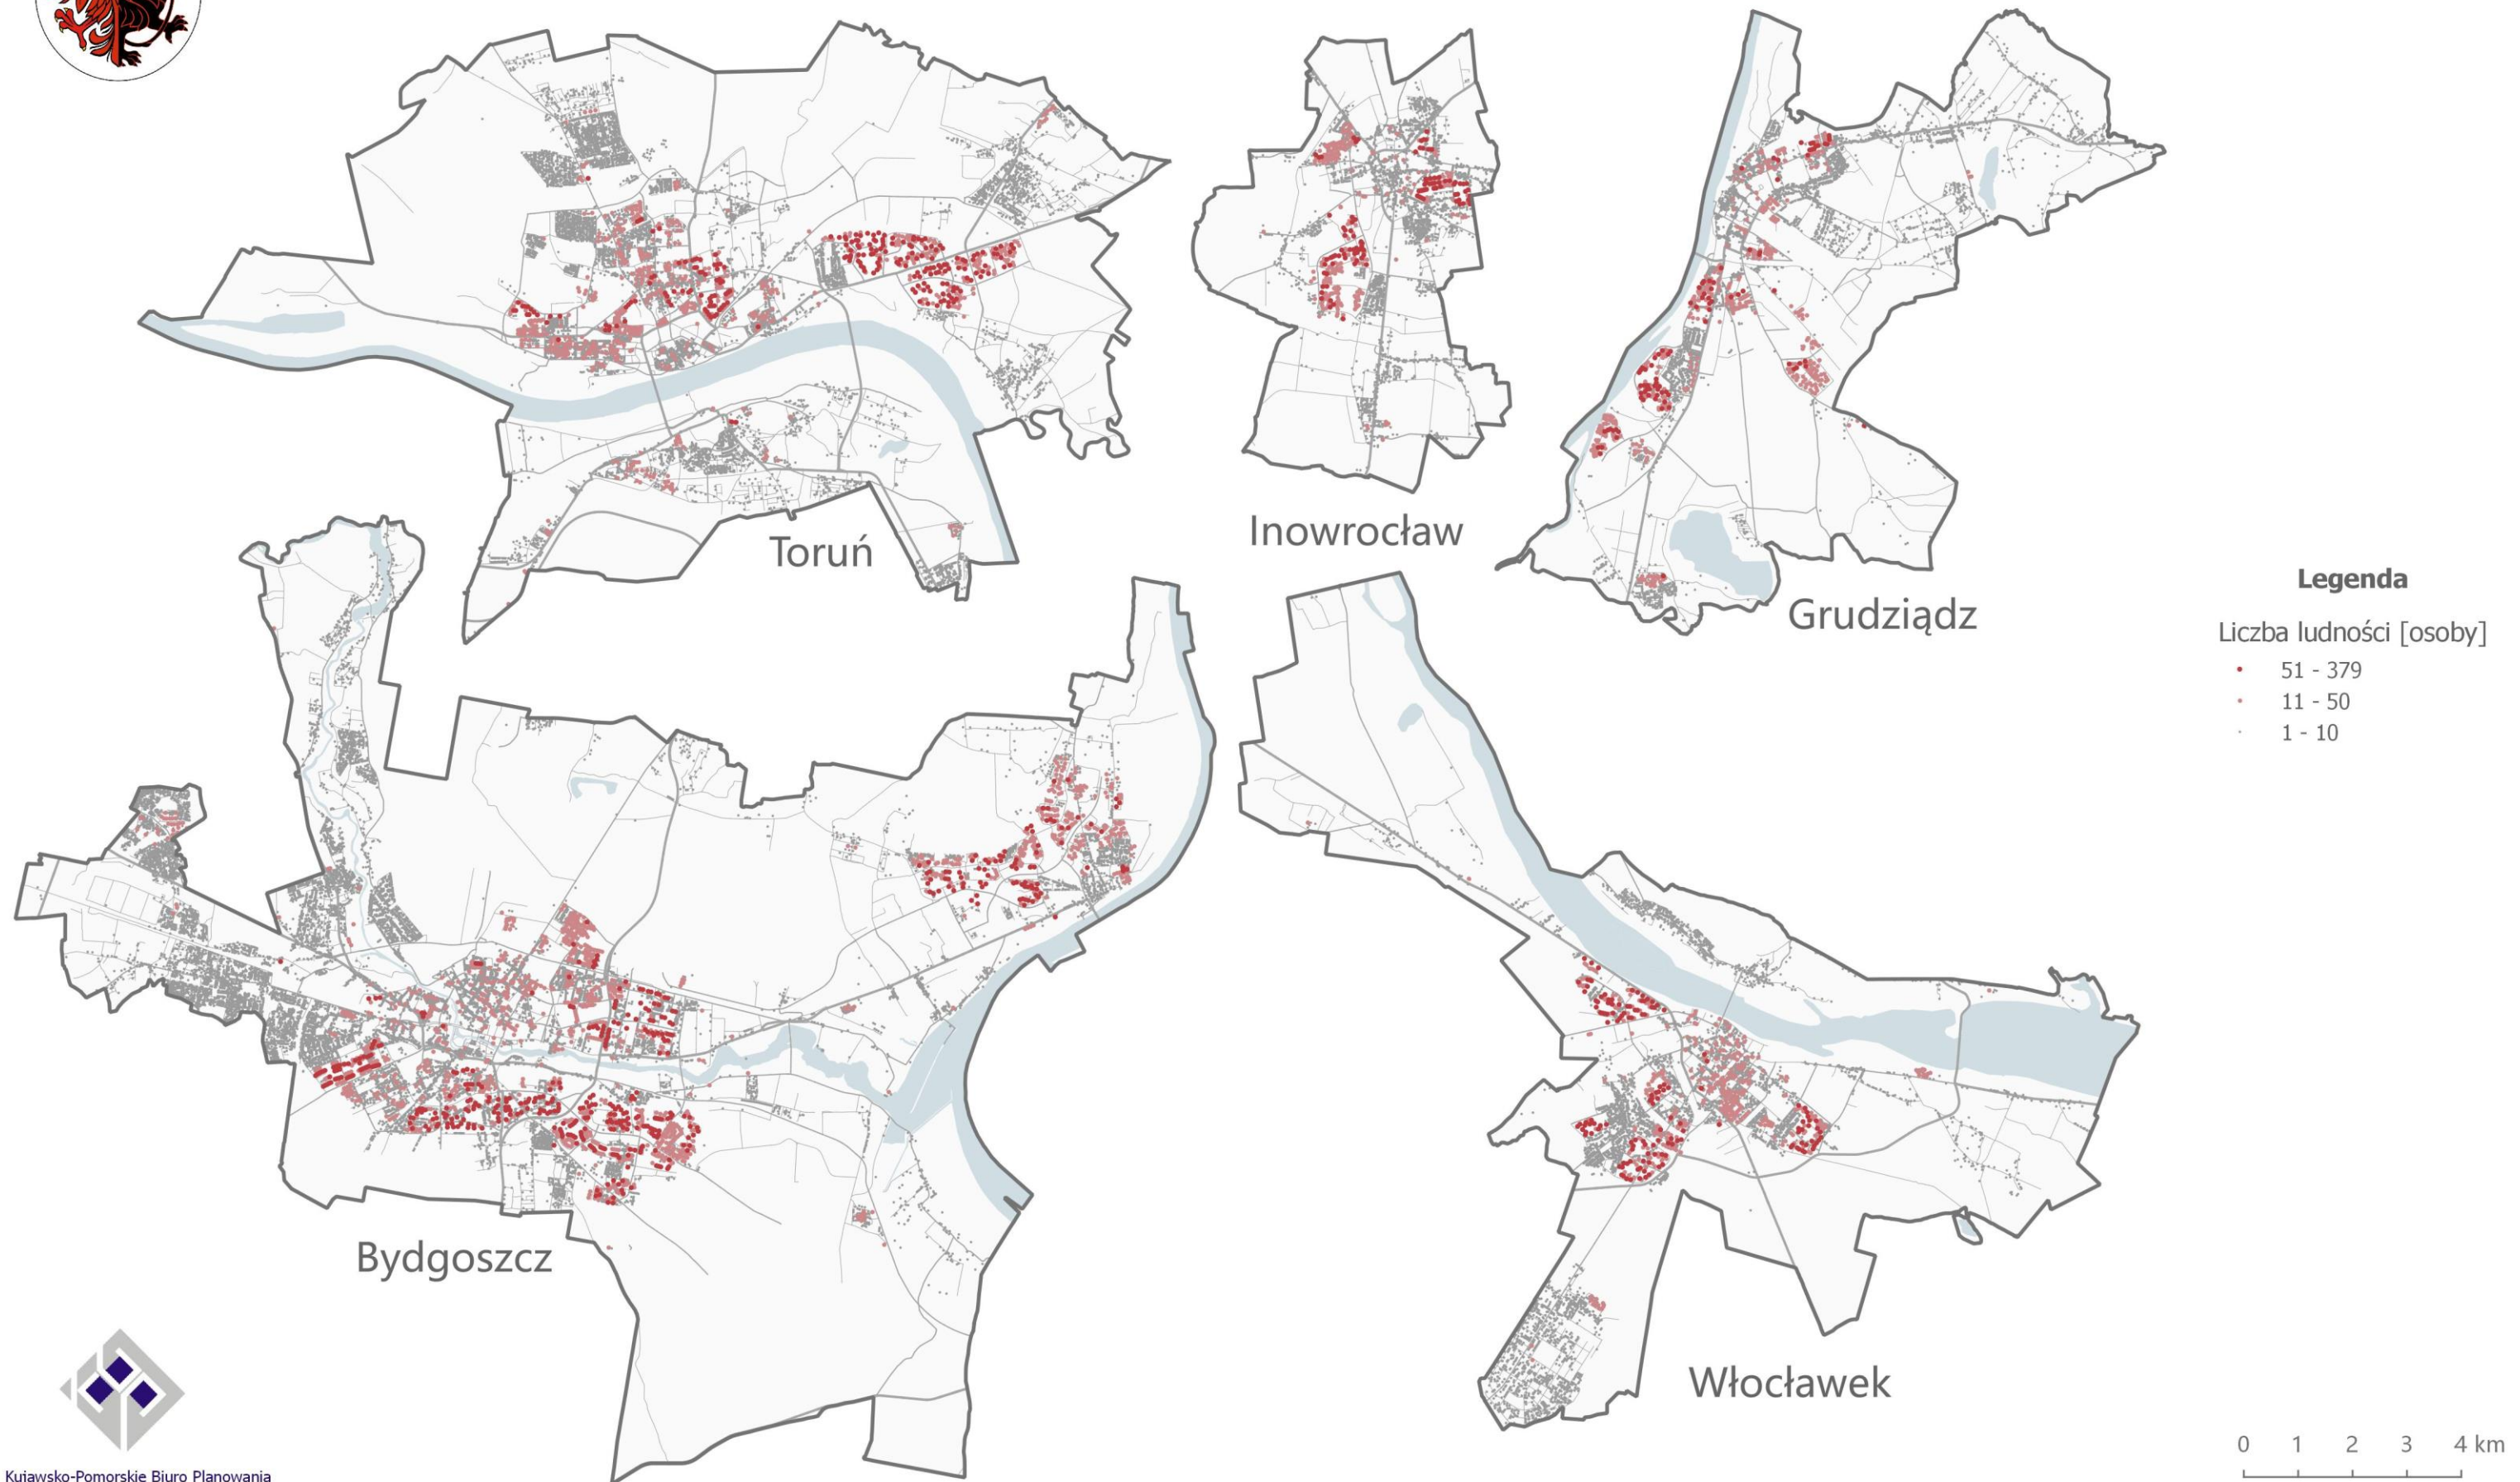 Toruń
Inowrocław
Grudziądz
Legenda
Liczba ludności [osoby]
51 - 379
11 - 50
1 - 10
Bydgoszcz
Włocławek
0 1 2 3 4 km
Kujawsko-Pomorskie Biuro Planowania